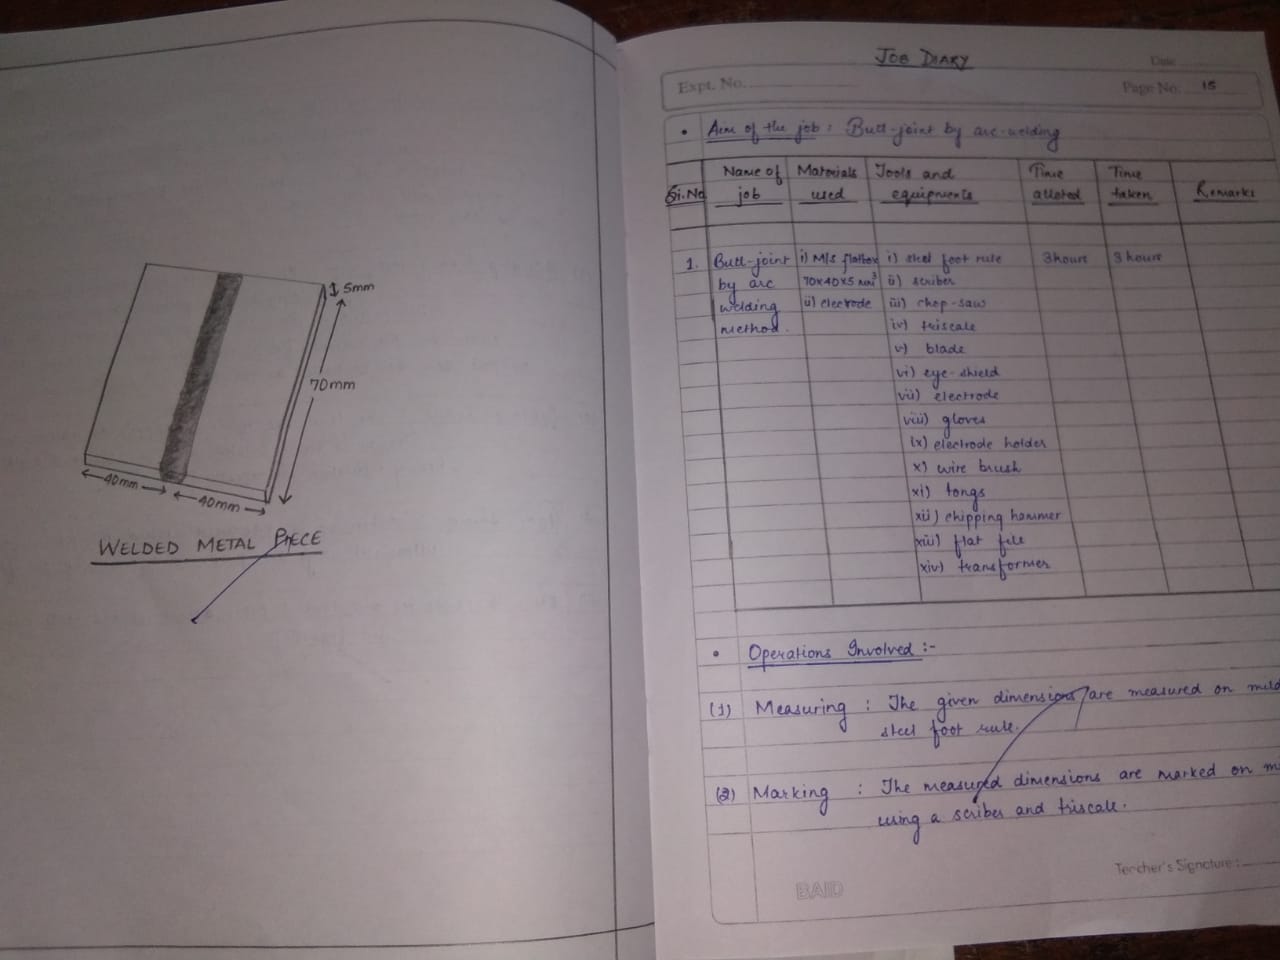 5mm
70mm
40mm
40mm
WELDED METAL PIECE
JOB DIARY
Date
Expt. No.
Page No. 15
• Aim of the job: Butt-joint by arc-welding
Sl.No
Name of job
Materials used
Tools and equipments
Time alloted
Time taken
Remarks
1.
Butt-joint
by arc
welding
method.
i) M/S flatbar
70x40x5 mm³
ii) electrode
i) steel foot rule
ii) scriber
iii) chop-saw
iv) triscale
v) blade
vi) eye-shield
vii) electrode
viii) gloves
ix) electrode holder
x) wire brush
xi) tongs
xii) chipping hammer
xiii) flat file
xiv) transformer
3hours
3 hours
• Operations Involved :-
(1) Measuring : The given dimensions are measured on mild
steel foot rule.
(2) Marking : The measured dimensions are marked on
using a scriber and triscale.
Teacher's Signature :
BAID